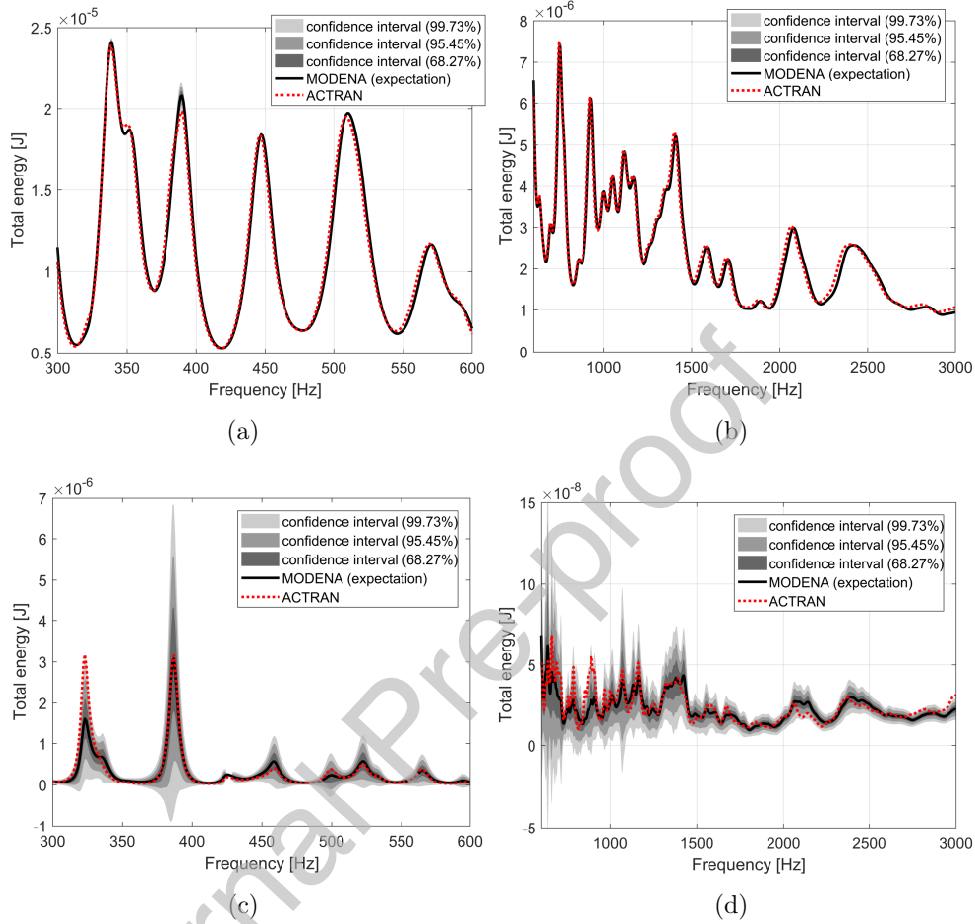 ×10⁻⁵
2.5
2
1.5
1
0.5
300 350 400 450 500 550 600
Total energy [J]
Frequency [Hz]
confidence interval (99.73%)
confidence interval (95.45%)
confidence interval (68.27%)
MODENA (expectation)
ACTRAN
(a)
×10⁻⁶
8
7
6
5
4
3
2
1
0
1000 1500 2000 2500 3000
Total energy [J]
Frequency [Hz]
confidence interval (99.73%)
confidence interval (95.45%)
confidence interval (68.27%)
MODENA (expectation)
ACTRAN
(b)
×10⁻⁶
7
6
5
4
3
2
1
0
-1
300 350 400 450 500 550 600
Total energy [J]
Frequency [Hz]
confidence interval (99.73%)
confidence interval (95.45%)
confidence interval (68.27%)
MODENA (expectation)
ACTRAN
(c)
×10⁻⁸
15
10
5
0
-5
1000 1500 2000 2500 3000
Total energy [J]
Frequency [Hz]
confidence interval (99.73%)
confidence interval (95.45%)
confidence interval (68.27%)
MODENA (expectation)
ACTRAN
(d)
rnal Pre-proof